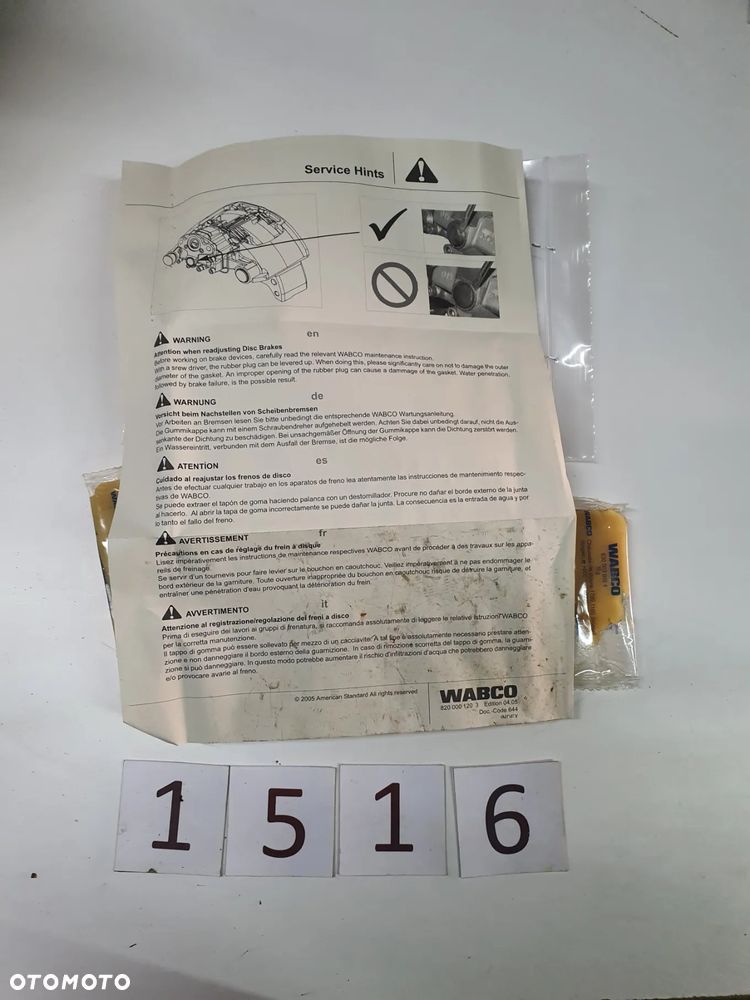 Service Hints
WARNING
en
Attention when readjusting Disc Brakes
Before working on brake devices, carefully read the relevant WABCO maintenance instruction.
With a srew driver, the rubber plug can be levered up. When doing this, please significantly care on not to damage the outer
diameter of the gasket. An improper opening of the rubber plug can cause a dammage of the gasket. Water penetration,
followed by brake failure, is the possible result.
WARNUNG
de
Vorsicht beim Nachstellen von Scheibenbremsen
Vor Arbeiten an Bremsen lesen Sie bitte unbedingt die entsprechende WABCO Wartungsanleitung.
Die Gummikappe kann mit einem Schraubendreher aufgehebelt werden. Achten Sie dabei unbedingt darauf, nicht die Aus-
senkante der Dichtung zu beschädigen. Bei unsachgemäßer Öffnung der Gummikappe kann die Dichtung zerstört werden.
Ein Wassereintritt, verbunden mit dem Ausfall der Bremse, ist die mögliche Folge.
ATENTION
es
Cuidado al reajustar los frenos de disco
Antes de efectuar cualquier trabajo en los aparatos de freno lea atentamente las instrucciones de mantenimiento respec-
tivas de WABCO.
Se puede extraer el tapón de goma haciendo palanca con un destornillador. Procure no dañar el borde externo de la junta
al hacerlo. Al abrir la tapa de goma incorrectamente se puede dañar la junta. La consecuencia es la entrada de agua y por
lo tanto el fallo del freno.
AVERTISSEMENT
fr
Précautions en cas de réglage du frein à disque
Lisez impérativement les instructions de maintenance respectives WABCO avant de procéder à des travaux sur les appa-
reils de freinage.
Se servir d'un tournevis pour faire levier sur le bouchon en caoutchouc. Veillez impérativement à ne pas endommager le
bord extérieur de la garniture. Toute ouverture inappropriée du bouchon en caoutchouc risque de détruire la garniture, et
entraîner une pénétration d'eau provoquant la détérioration du frein.
AVVERTIMENTO
it
Attenzione al registrazione/regolazione dei freni a disco
Prima di eseguire dei lavori ai gruppi di frenatura, si raccomanda assolutamente di leggere le relative istruzioni WABCO
per la corretta manutenzione.
Il tappo di gomma può essere sollevato per mezzo di un cacciavite. A tal fine è assolutamente necessario prestare atten-
zione e non danneggiare il bordo esterno della guarnizione. In caso di rimozione scorretta del tappo di gomma, la guarni-
zione si può danneggiare. In questo modo potrebbe aumentare il rischio d'infiltrazioni d'acqua che potrebbero danneggiare
e/o provocare avarie al freno.
© 2005 American Standard All rights reserved
WABCO
820 000 120 3 Edition 04.05
Doc.-Code 644
WABCO
WABCO
1 5 1 6
OTOMOTO